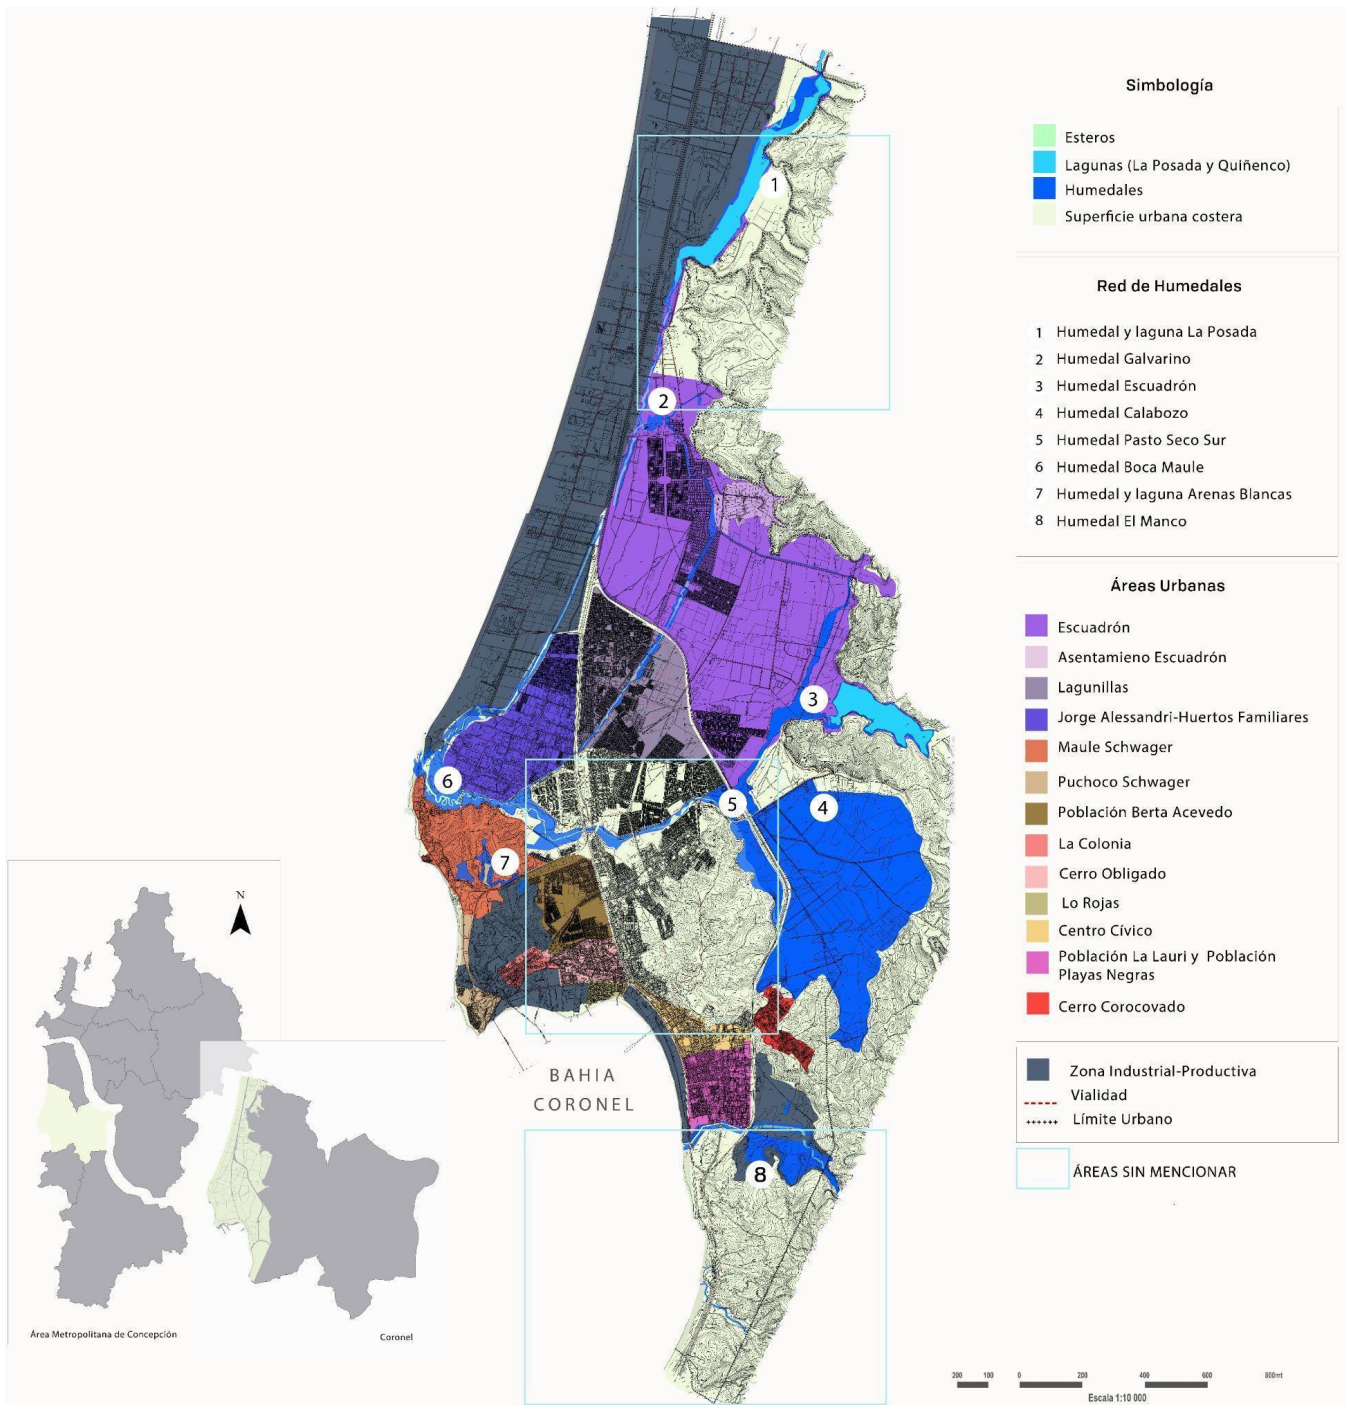 Simbología
Esteros
Lagunas (La Posada y Quiñenco)
Humedales
Superficie urbana costera
Red de Humedales
1 Humedal y laguna La Posada
2 Humedal Galvarino
3 Humedal Escuadrón
4 Humedal Calabozo
5 Humedal Pasto Seco Sur
6 Humedal Boca Maule
7 Humedal y laguna Arenas Blancas
8 Humedal El Manco
Áreas Urbanas
Escuadrón
Asentamieno Escuadrón
Lagunillas
Jorge Alessandri-Huertos Familiares
Maule Schwager
Puchoco Schwager
Población Berta Acevedo
La Colonia
Cerro Obligado
Lo Rojas
Centro Cívico
Población La Lauri y Población
Playas Negras
Cerro Corocovado
Zona Industrial-Productiva
Vialidad
Límite Urbano
ÁREAS SIN MENCIONAR
1
2
3
4
5
6
7
8
BAHIA
CORONEL
N
Área Metropolitana de Concepción
Coronel
200 100 0 200 400 600 800mt
Escala 1:10 000